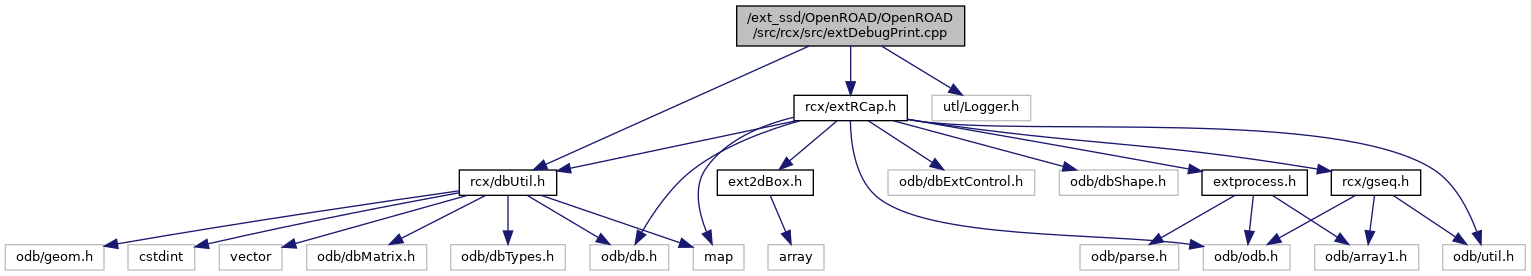 /ext_ssd/OpenROAD/OpenROAD
/src/rcx/src/extDebugPrint.cpp
rcx/extRCap.h
utl/Logger.h
rcx/dbUtil.h
ext2dBox.h
odb/dbExtControl.h
odb/dbShape.h
extprocess.h
rcx/gseq.h
odb/geom.h
cstdint
vector
odb/dbMatrix.h
odb/dbTypes.h
odb/db.h
map
array
odb/parse.h
odb/odb.h
odb/array1.h
odb/util.h